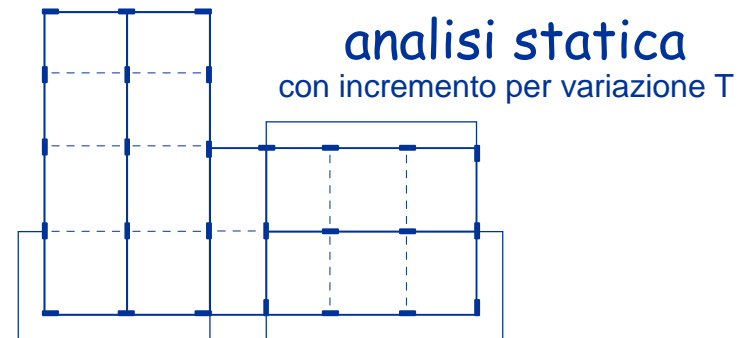 analisi statica
con incremento per variazione T